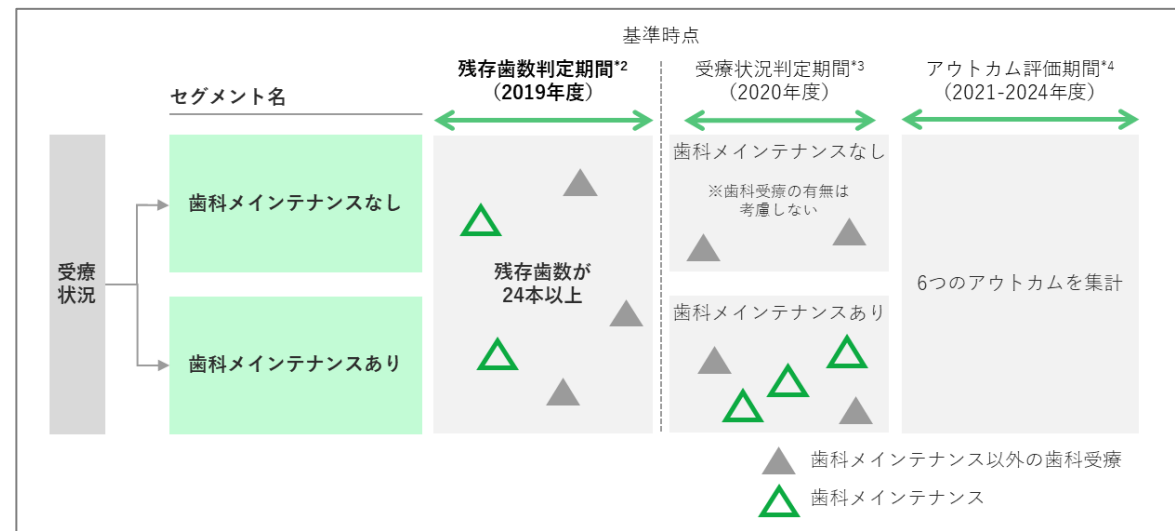 基準時点
セグメント名
残存歯数判定期間*2
（2019年度）
受療状況判定期間*3
（2020年度）
アウトカム評価期間*4
（2021-2024年度）
受療
状況
歯科メインテナンスなし
歯科メインテナンスあり
残存歯数が
24本以上
歯科メインテナンスなし
※歯科受療の有無は
考慮しない
歯科メインテナンスあり
6つのアウトカムを集計
歯科メインテナンス以外の歯科受療
歯科メインテナンス